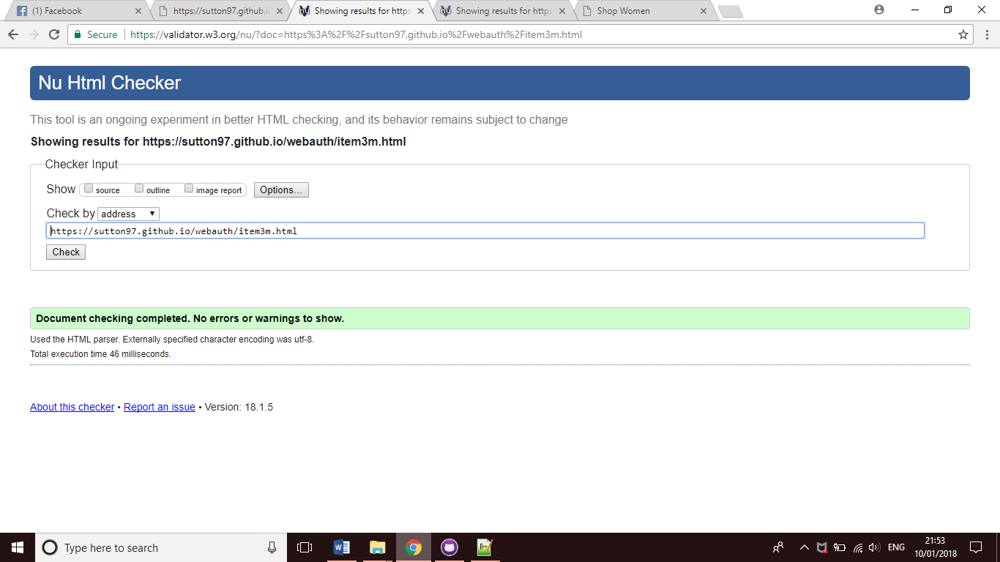 (1) Facebook
https://sutton97.github.i
Showing results for https
Showing results for https
Shop Women
Secure
https://validator.w3.org/nu/?doc=https%3A%2F%2Fsutton97.github.io%2Fwebauth%2Fitem3m.html
Nu Html Checker
This tool is an ongoing experiment in better HTML checking, and its behavior remains subject to change
Showing results for https://sutton97.github.io/webauth/item3m.html
Checker Input
Show source outline image report Options...
Check by address
https://sutton97.github.io/webauth/item3m.html
Check
Document checking completed. No errors or warnings to show.
Used the HTML parser. Externally specified character encoding was utf-8.
Total execution time 46 milliseconds.
About this checker • Report an issue • Version: 18.1.5
Type here to search
ENG
21:53
10/01/2018